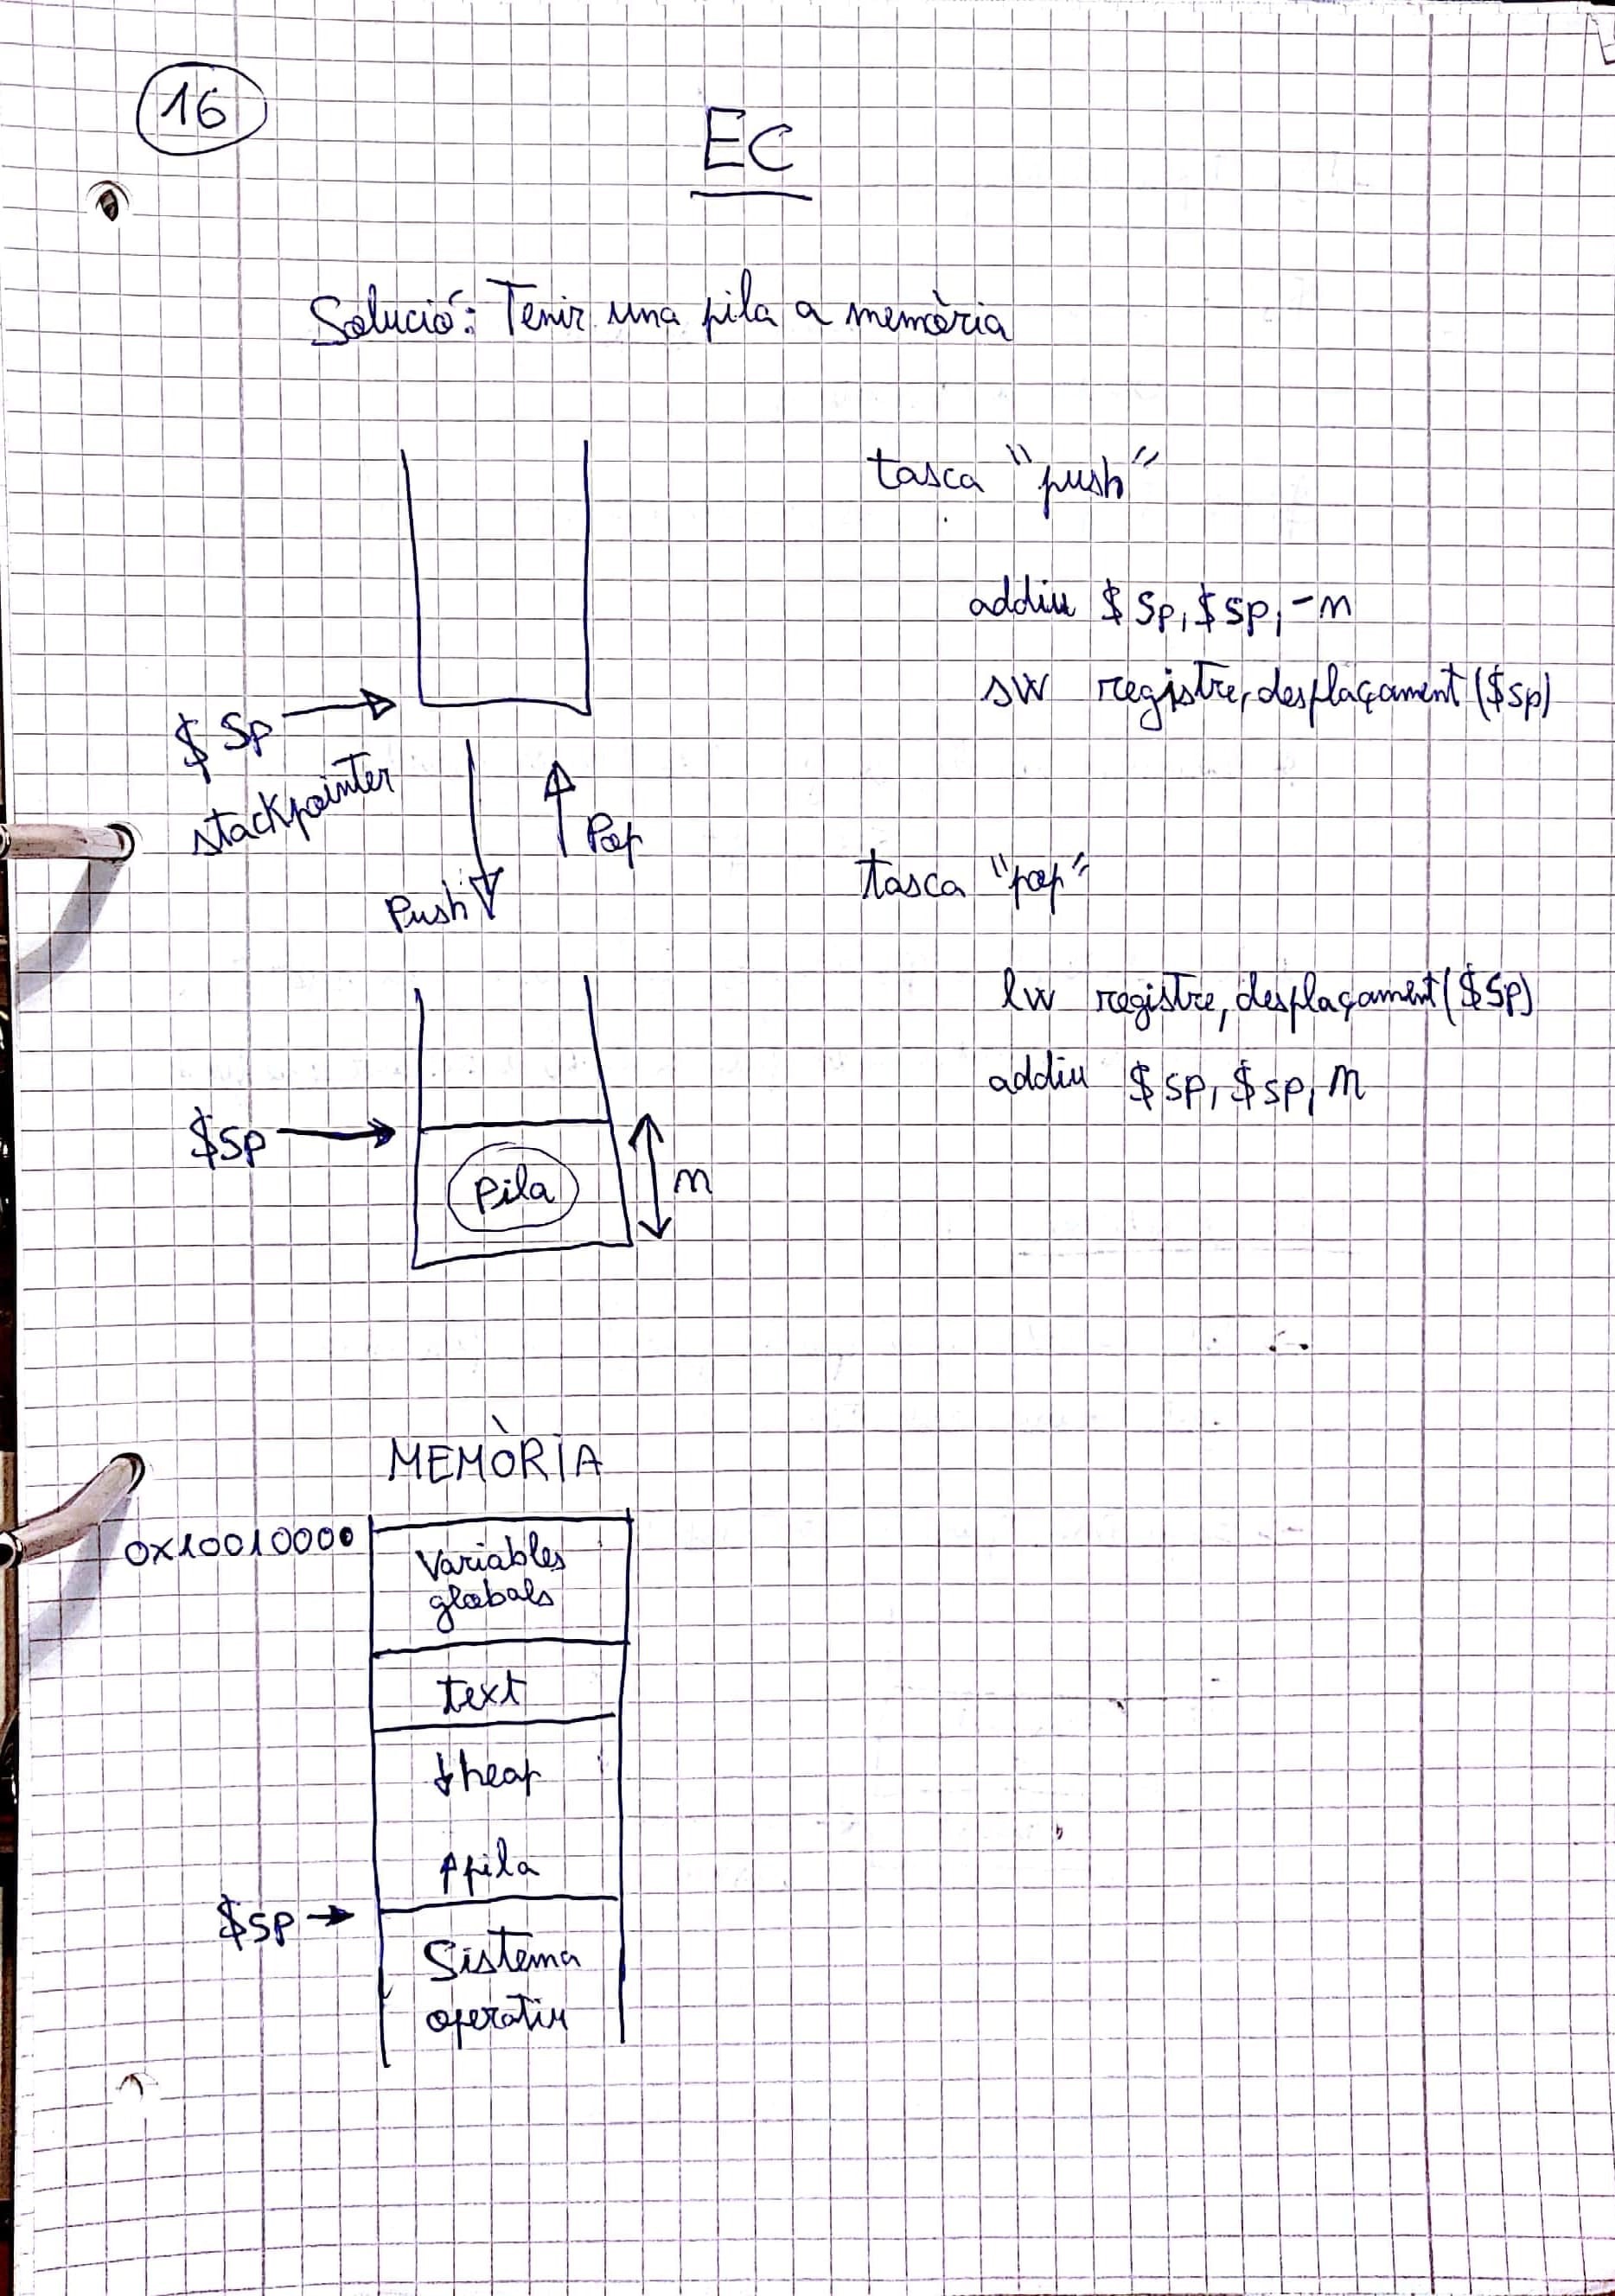 16
EC
Solució: Tenir una pila a memòria
tasca "push"
addiu $sp, $sp, -n
sw registre, desplaçament ($sp)
$sp
stackpointer
Push
Pop
tasca "pop"
lw registre, desplaçament ($sp)
addiu $sp, $sp, n
$sp
Pila
n
MEMÒRIA
0x10010000
Variables
globals
text
↓heap
↑pila
$sp →
Sistema
operatiu